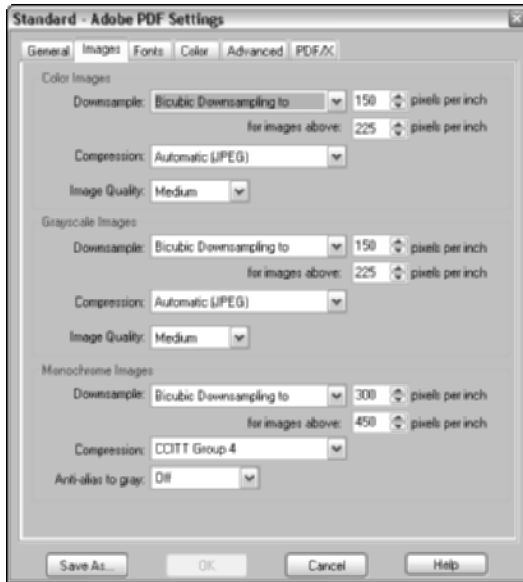 Standard - Adobe PDF Settings
General Images Fonts Color Advanced PDF/X
Color Images
Downsample: Bicubic Downsampling to 150 pixels per inch
for images above: 225 pixels per inch
Compression: Automatic (JPEG)
Image Quality: Medium
Grayscale Images
Downsample: Bicubic Downsampling to 150 pixels per inch
for images above: 225 pixels per inch
Compression: Automatic (JPEG)
Image Quality: Medium
Monochrome Images
Downsample: Bicubic Downsampling to 300 pixels per inch
for images above: 450 pixels per inch
Compression: CCITT Group 4
Anti-alias to gray: Off
Save As... OK Cancel Help